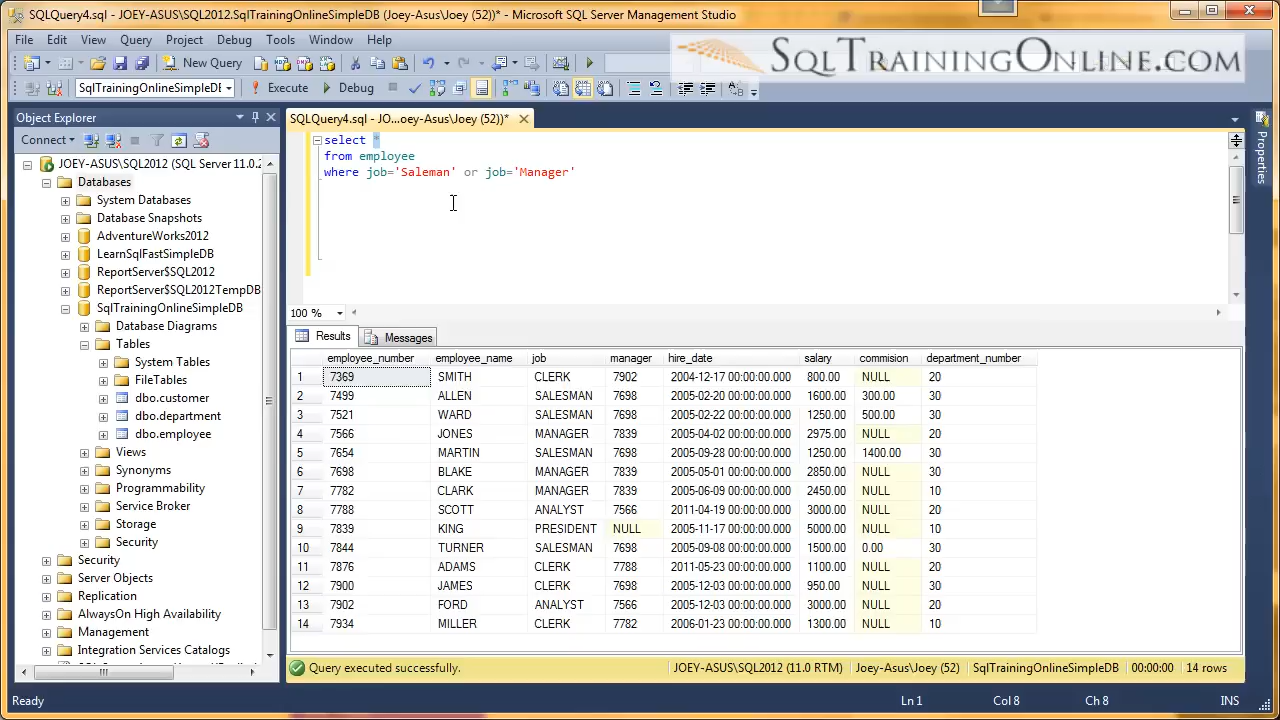 SQLQuery4.sql - JOEY-ASUS\SQL2012.SqlTrainingOnlineSimpleDB (Joey-Asus\Joey (52))* - Microsoft SQL Server Management Studio
File Edit View Query Project Debug Tools Window Help
SQLTRAININGONLINE.COM
New Query
SqlTrainingOnlineSimpleDE Execute Debug
Object Explorer
Connect
SQLQuery4.sql - JO...oey-Asus\Joey (52))*
Properties
select *
from employee
where job='Saleman' or job='Manager'
JOEY-ASUS\SQL2012 (SQL Server 11.0.2
Databases
System Databases
Database Snapshots
AdventureWorks2012
LearnSqlFastSimpleDB
ReportServer$SQL2012
ReportServer$SQL2012TempDB
SqlTrainingOnlineSimpleDB
Database Diagrams
Tables
System Tables
FileTables
dbo.customer
dbo.department
dbo.employee
Views
Synonyms
Programmability
Service Broker
Storage
Security
Security
Server Objects
Replication
AlwaysOn High Availability
Management
Integration Services Catalogs
100 %
Results Messages
employee_number employee_name job manager hire_date salary commision department_number
1 7369 SMITH CLERK 7902 2004-12-17 00:00:00.000 800.00 NULL 20
2 7499 ALLEN SALESMAN 7698 2005-02-20 00:00:00.000 1600.00 300.00 30
3 7521 WARD SALESMAN 7698 2005-02-22 00:00:00.000 1250.00 500.00 30
4 7566 JONES MANAGER 7839 2005-04-02 00:00:00.000 2975.00 NULL 20
5 7654 MARTIN SALESMAN 7698 2005-09-28 00:00:00.000 1250.00 1400.00 30
6 7698 BLAKE MANAGER 7839 2005-05-01 00:00:00.000 2850.00 NULL 30
7 7782 CLARK MANAGER 7839 2005-06-09 00:00:00.000 2450.00 NULL 10
8 7788 SCOTT ANALYST 7566 2011-04-19 00:00:00.000 3000.00 NULL 20
9 7839 KING PRESIDENT NULL 2005-11-17 00:00:00.000 5000.00 NULL 10
10 7844 TURNER SALESMAN 7698 2005-09-08 00:00:00.000 1500.00 0.00 30
11 7876 ADAMS CLERK 7788 2011-05-23 00:00:00.000 1100.00 NULL 20
12 7900 JAMES CLERK 7698 2005-12-03 00:00:00.000 950.00 NULL 30
13 7902 FORD ANALYST 7566 2005-12-03 00:00:00.000 3000.00 NULL 20
14 7934 MILLER CLERK 7782 2006-01-23 00:00:00.000 1300.00 NULL 10
Query executed successfully. JOEY-ASUS\SQL2012 (11.0 RTM) Joey-Asus\Joey (52) SqlTrainingOnlineSimpleDB 00:00:00 14 rows
Ready Ln 1 Col 8 Ch 8 INS